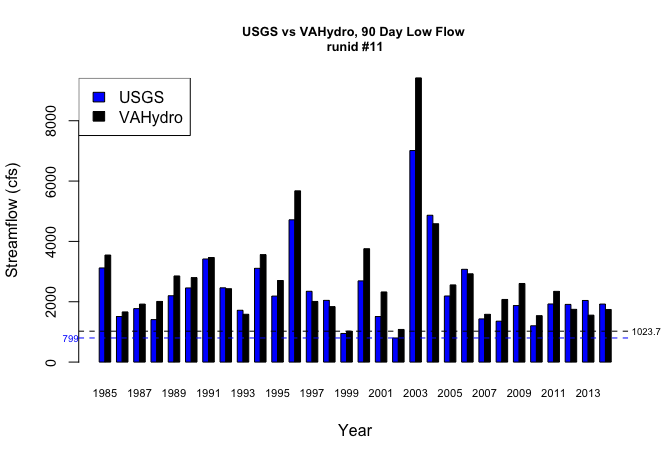 USGS vs VAHydro, 90 Day Low Flow
runid #11
USGS
VAHydro
Streamflow (cfs)
8000
6000
4000
2000
0
799
1023.7
1985 1987 1989 1991 1993 1995 1997 1999 2001 2003 2005 2007 2009 2011 2013
Year